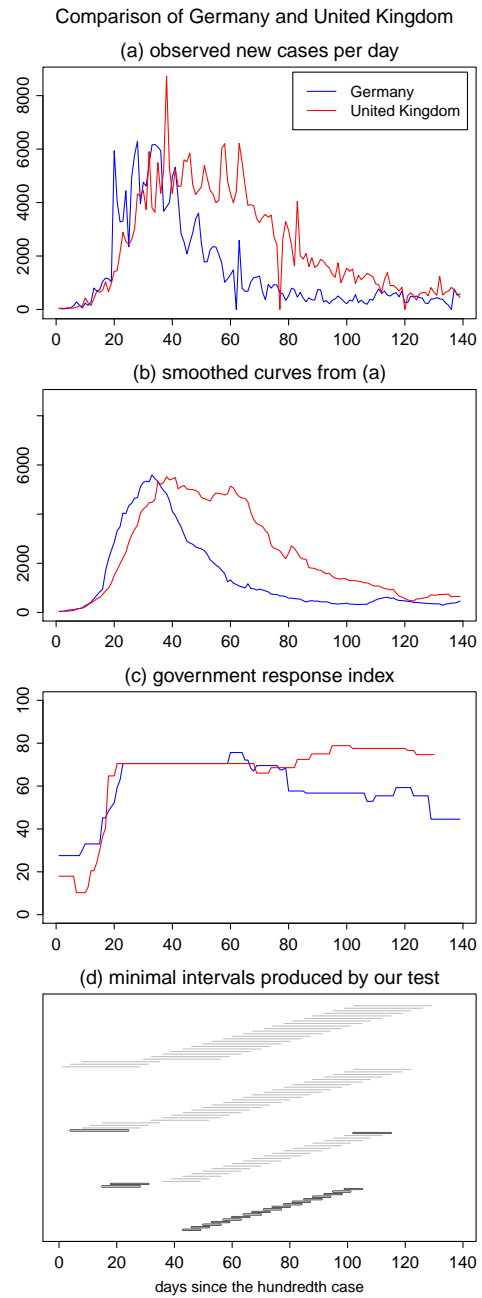 Comparison of Germany and United Kingdom
(a) observed new cases per day
0 2000 4000 6000 8000
Germany
United Kingdom
0 20 40 60 80 100 120 140
(b) smoothed curves from (a)
0 2000 6000
0 20 40 60 80 100 120 140
(c) government response index
0 20 40 60 80 100
0 20 40 60 80 100 120 140
(d) minimal intervals produced by our test
0 20 40 60 80 100 120 140
days since the hundredth case